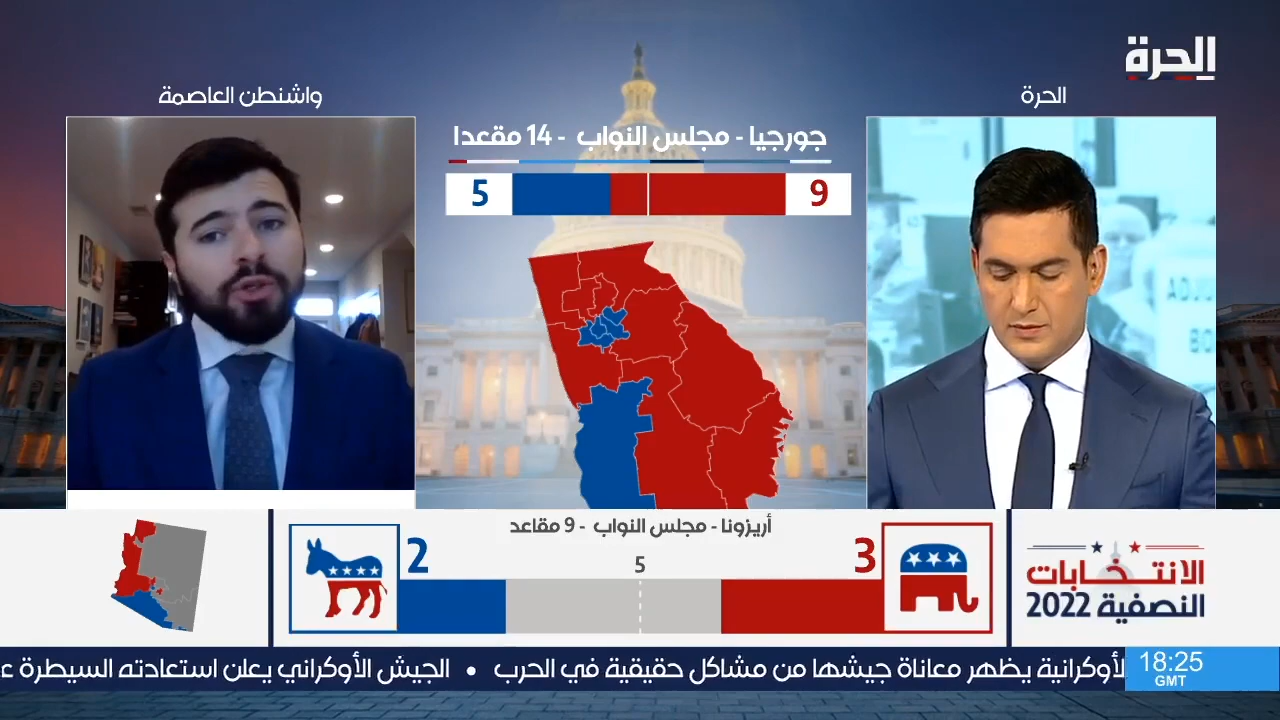 الحرة
الحرة
واشنطن العاصمة
جورجيا - مجلس النواب - 14 مقعدا
5
9
أريزونا - مجلس النواب - 9 مقاعد
2
5
3
الانتخابات
النصفية 2022
لأوكرانية يظهر معاناة جيشها من مشاكل حقيقية في الحرب • الجيش الأوكراني يعلن استعادته السيطرة ع
18:25
GMT